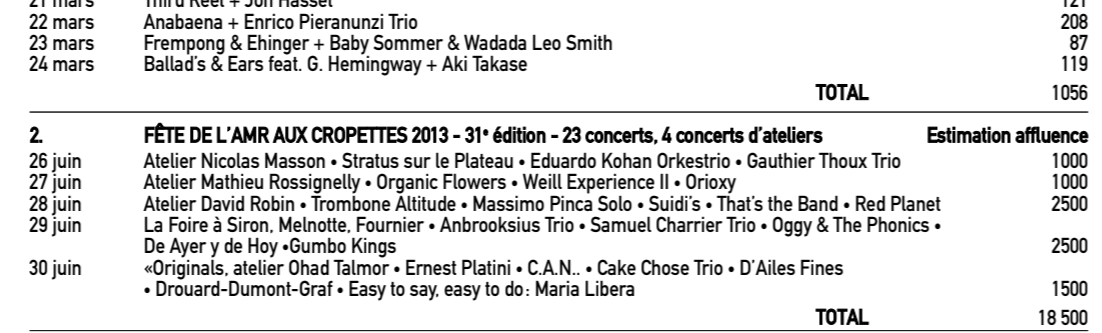 21 mars Third Reel + Jon Hassel 121
22 mars Anabaena + Enrico Pieranunzi Trio 208
23 mars Frempong & Ehinger + Baby Sommer & Wadada Leo Smith 87
24 mars Ballad's & Ears feat. G. Hemingway + Aki Takase 119
TOTAL 1056
2. FÊTE DE L'AMR AUX CROPETTES 2013 - 31e édition - 23 concerts, 4 concerts d'ateliers Estimation affluence
26 juin Atelier Nicolas Masson • Stratus sur le Plateau • Eduardo Kohan Orkestrio • Gauthier Thoux Trio 1000
27 juin Atelier Mathieu Rossignelly • Organic Flowers • Weill Experience II • Orioxy 1000
28 juin Atelier David Robin • Trombone Altitude • Massimo Pinca Solo • Suidi's • That's the Band • Red Planet 2500
29 juin La Foire à Siron, Melnotte, Fournier • Anbrooksius Trio • Samuel Charrier Trio • Oggy & The Phonics •
De Ayer y de Hoy •Gumbo Kings 2500
30 juin «Originals, atelier Ohad Talmor • Ernest Platini • C.A.N.. • Cake Chose Trio • D'Ailes Fines
• Drouard-Dumont-Graf • Easy to say, easy to do: Maria Libera 1500
TOTAL 18 500